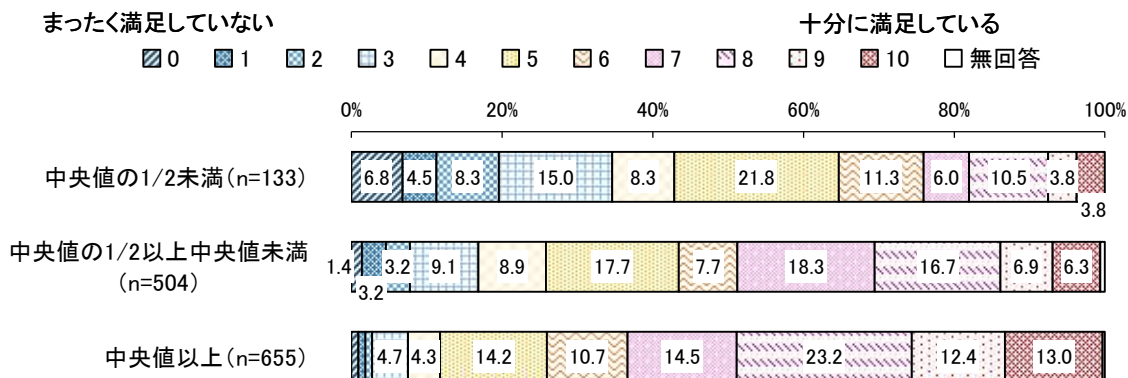 まったく満足していない 十分に満足している
0 1 2 3 4 5 6 7 8 9 10 無回答
0% 20% 40% 60% 80% 100%
中央値の1/2未満(n=133) 6.8 4.5 8.3 15.0 8.3 21.8 11.3 6.0 10.5 3.8
3.8
中央値の1/2以上中央値未満
(n=504)
1.4 3.2 9.1 8.9 17.7 7.7 18.3 16.7 6.9 6.3
3.2
中央値以上(n=655) 4.7 4.3 14.2 10.7 14.5 23.2 12.4 13.0